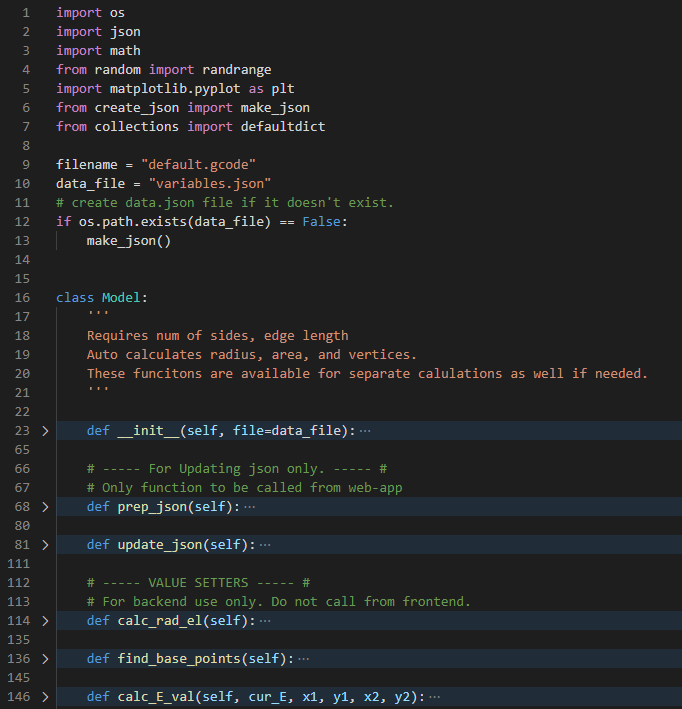 1 import os
2 import json
3 import math
4 from random import randrange
5 import matplotlib.pyplot as plt
6 from create_json import make_json
7 from collections import defaultdict
8
9 filename = "default.gcode"
10 data_file = "variables.json"
11 # create data.json file if it doesn't exist.
12 if os.path.exists(data_file) == False:
13     make_json()
14
15
16 class Model:
17     '''
18     Requires num of sides, edge length
19     Auto calculates radius, area, and vertices.
20     These funcitons are available for separate calulations as well if needed.
21     '''
22
23 >     def __init__(self, file=data_file): ···
65
66     # ----- For Updating json only. ----- #
67     # Only function to be called from web-app
68 >     def prep_json(self): ···
80
81 >     def update_json(self): ···
111
112     # ----- VALUE SETTERS ----- #
113     # For backend use only. Do not call from frontend.
114 >     def calc_rad_el(self): ···
135
136 >     def find_base_points(self): ···
145
146 >     def calc_E_val(self, cur_E, x1, y1, x2, y2): ···